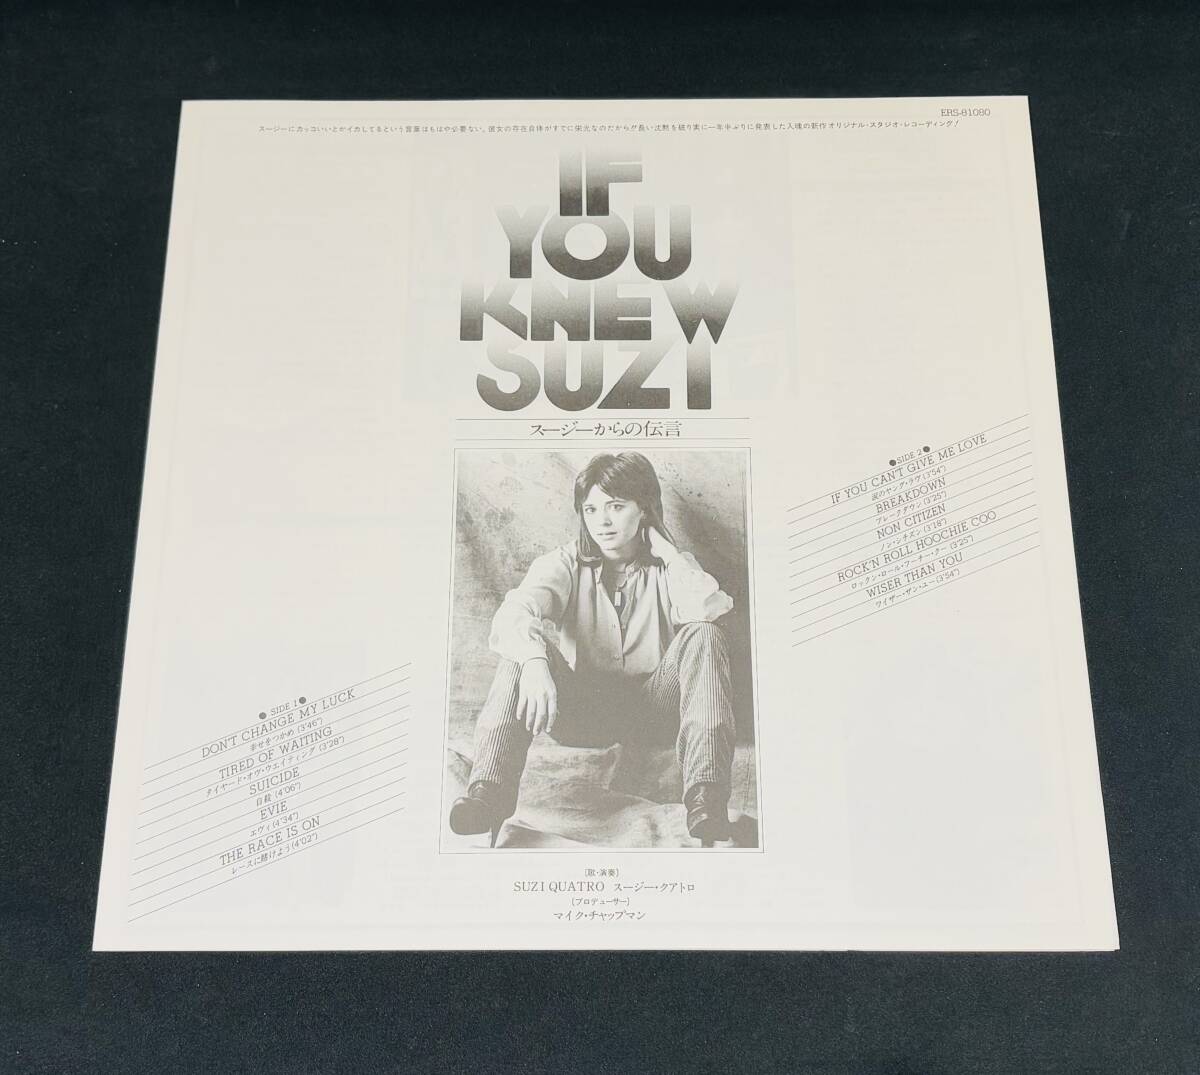 ERS-81080
スージーにカッコいいとかイカしてるという言葉はもはや必要ない。彼女の存在自体がすでに栄光なのだから!!長い沈黙を破り実に一年半ぶりに発表した入魂の新作オリジナル・スタジオ・レコーディング!
IF
YOU
KNEW
SUZI
スージーからの伝言
●SIDE 1●
DON'T CHANGE MY LUCK
幸せをつかめ (3'46")
TIRED OF WAITING
タイヤード・オヴ・ウエイティング (3'28")
SUICIDE
自殺 (4'06")
EVIE
エヴィ (4'34")
THE RACE IS ON
レースに賭けよう (4'02")
●SIDE 2●
IF YOU CAN'T GIVE ME LOVE
涙のヤング・ラヴ (3'54")
BREAKDOWN
ブレークダウン (3'25")
NON CITIZEN
ノン・シチズン (3'18")
ROCK'N ROLL HOOCHIE COO
ロックン・ロール・フーチー・クー (3'25")
WISER THAN YOU
ワイザー・ザン・ユー (3'54")
(歌・演奏)
SUZI QUATRO スージー・クアトロ
(プロデューサー)
マイク・チャップマン